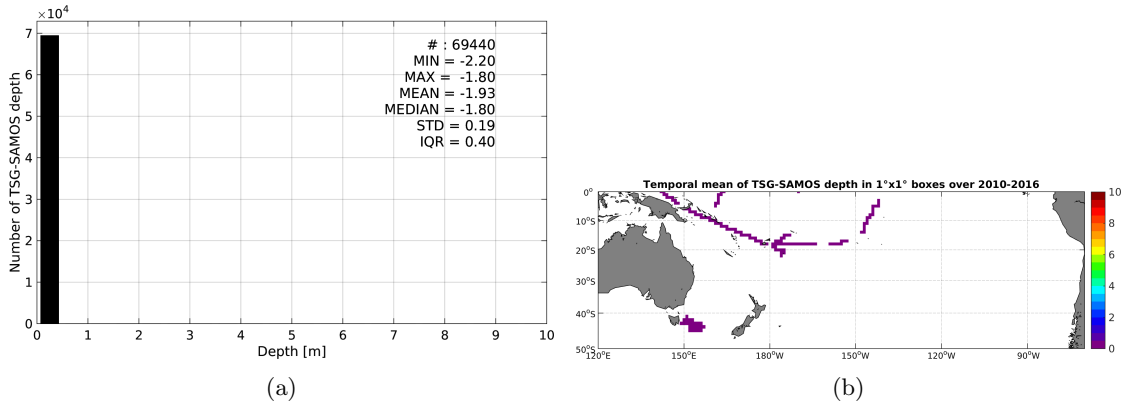 ×10⁴
7
6
5
4
3
2
1
0
Number of TSG-SAMOS depth
# : 69440
MIN = -2.20
MAX = -1.80
MEAN = -1.93
MEDIAN = -1.80
STD = 0.19
IQR = 0.40
0 1 2 3 4 5 6 7 8 9 10
Depth [m]
(a)
Temporal mean of TSG-SAMOS depth in 1°x1° boxes over 2010-2016
0°
10°S
20°S
30°S
40°S
50°S
120°E 150°E 180°W 150°W 120°W 90°W
10
8
6
4
2
0
(b)